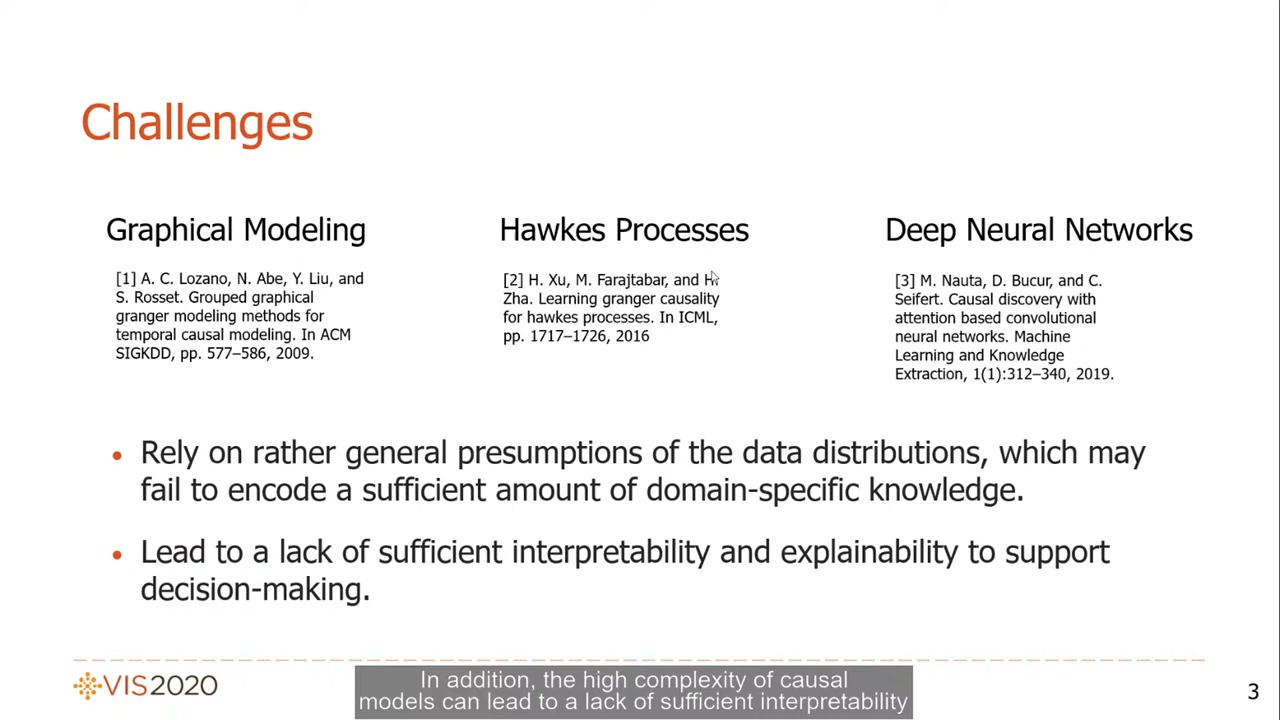 Challenges
Graphical Modeling
[1] A. C. Lozano, N. Abe, Y. Liu, and
S. Rosset. Grouped graphical
granger modeling methods for
temporal causal modeling. In ACM
SIGKDD, pp. 577–586, 2009.
Hawkes Processes
[2] H. Xu, M. Farajtabar, and H.
Zha. Learning granger causality
for hawkes processes. In ICML,
pp. 1717–1726, 2016
Deep Neural Networks
[3] M. Nauta, D. Bucur, and C.
Seifert. Causal discovery with
attention based convolutional
neural networks. Machine
Learning and Knowledge
Extraction, 1(1):312–340, 2019.
• Rely on rather general presumptions of the data distributions, which may
fail to encode a sufficient amount of domain-specific knowledge.
• Lead to a lack of sufficient interpretability and explainability to support
decision-making.
VIS2020
In addition, the high complexity of causal
models can lead to a lack of sufficient interpretability
3